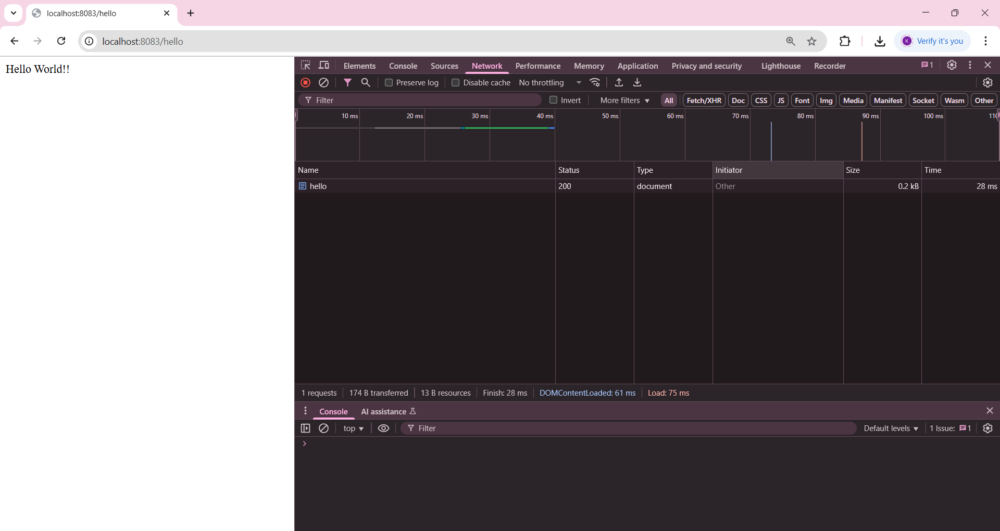 localhost:8083/hello
localhost:8083/hello
K Verify it's you
Hello World!!
Elements Console Sources Network Performance Memory Application Privacy and security Lighthouse Recorder 1
Preserve log Disable cache No throttling
Filter Invert More filters All Fetch/XHR Doc CSS JS Font Img Media Manifest Socket Wasm Other
10 ms 20 ms 30 ms 40 ms 50 ms 60 ms 70 ms 80 ms 90 ms 100 ms 110
Name Status Type Initiator Size Time
hello 200 document Other 0.2 kB 28 ms
1 requests 174 B transferred 13 B resources Finish: 28 ms DOMContentLoaded: 61 ms Load: 75 ms
Console AI assistance
top Filter Default levels 1 Issue: 1